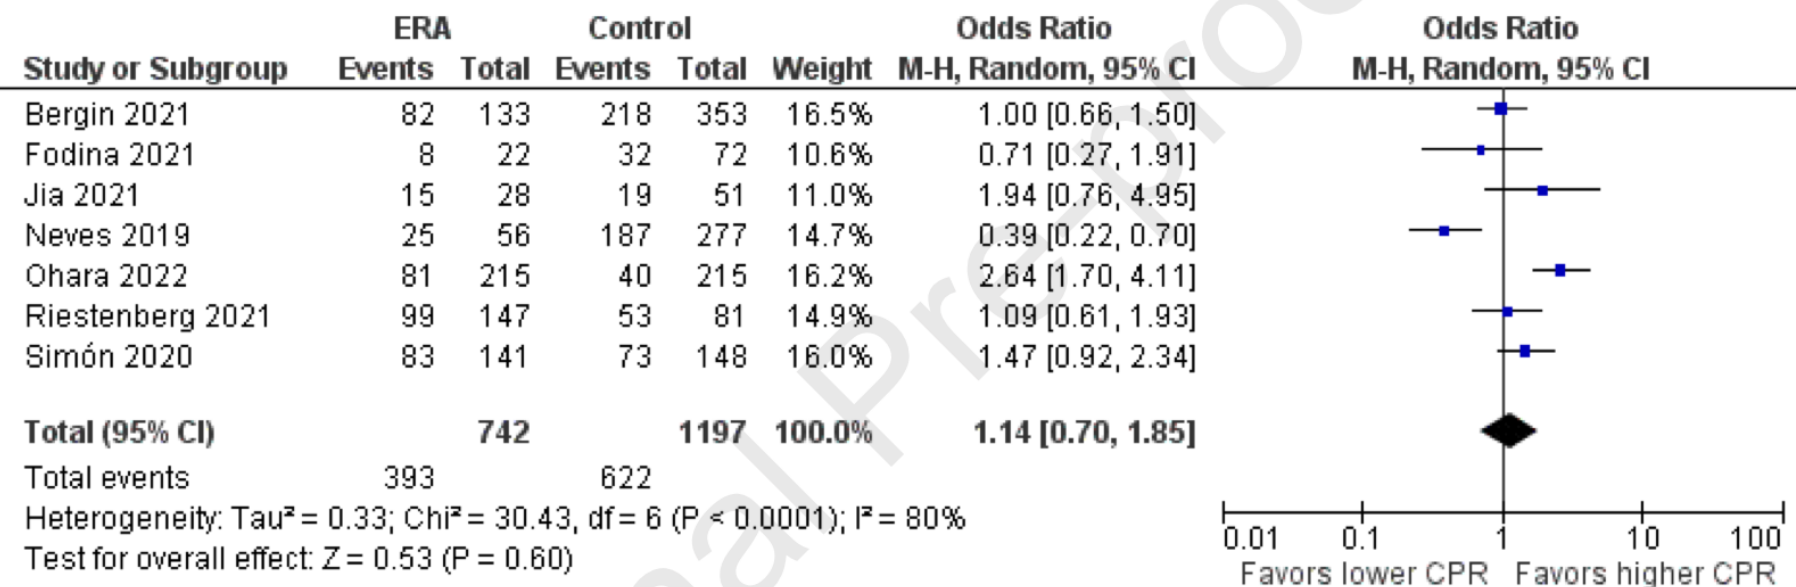 ERA Control Odds Ratio Odds Ratio
Study or Subgroup Events Total Events Total Weight M-H, Random, 95% CI M-H, Random, 95% CI
Bergin 2021 82 133 218 353 16.5% 1.00 [0.66, 1.50]
Fodina 2021 8 22 32 72 10.6% 0.71 [0.27, 1.91]
Jia 2021 15 28 19 51 11.0% 1.94 [0.76, 4.95]
Neves 2019 25 56 187 277 14.7% 0.39 [0.22, 0.70]
Ohara 2022 81 215 40 215 16.2% 2.64 [1.70, 4.11]
Riestenberg 2021 99 147 53 81 14.9% 1.09 [0.61, 1.93]
Simón 2020 83 141 73 148 16.0% 1.47 [0.92, 2.34]
Total (95% CI) 742 1197 100.0% 1.14 [0.70, 1.85]
Total events 393 622
Heterogeneity: Tau² = 0.33; Chi² = 30.43, df = 6 (P < 0.0001); I² = 80%
Test for overall effect: Z = 0.53 (P = 0.60)
0.01 0.1 1 10 100
Favors lower CPR Favors higher CPR